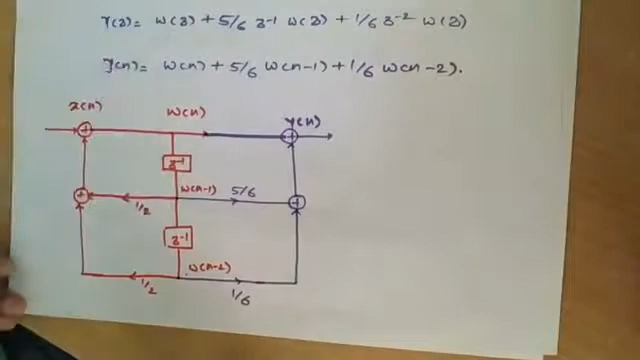 Y(z) = W(z) + 5/6 z-1 W(z) + 1/6 z-2 W(z)
y(n) = w(n) + 5/6 w(n-1) + 1/6 w(n-2).
x(n) w(n) y(n)
+ +
z-1
+ w(n-1) 5/6 +
1/2
z-1
w(n-2)
1/2 1/6